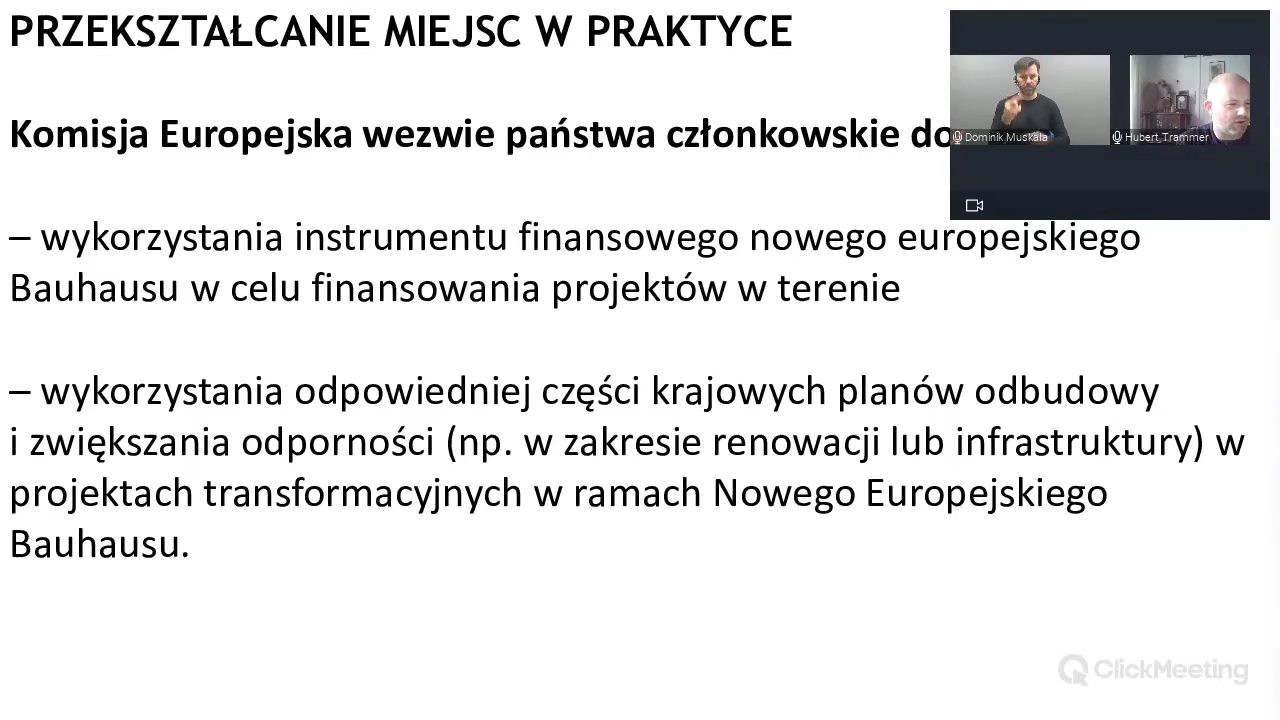 PRZEKSZTAŁCANIE MIEJSC W PRAKTYCE
Komisja Europejska wezwie państwa członkowskie do
Dominik Muskała
Hubert Trammer
– wykorzystania instrumentu finansowego nowego europejskiego
Bauhausu w celu finansowania projektów w terenie
– wykorzystania odpowiedniej części krajowych planów odbudowy
i zwiększania odporności (np. w zakresie renowacji lub infrastruktury) w
projektach transformacyjnych w ramach Nowego Europejskiego
Bauhausu.
ClickMeeting